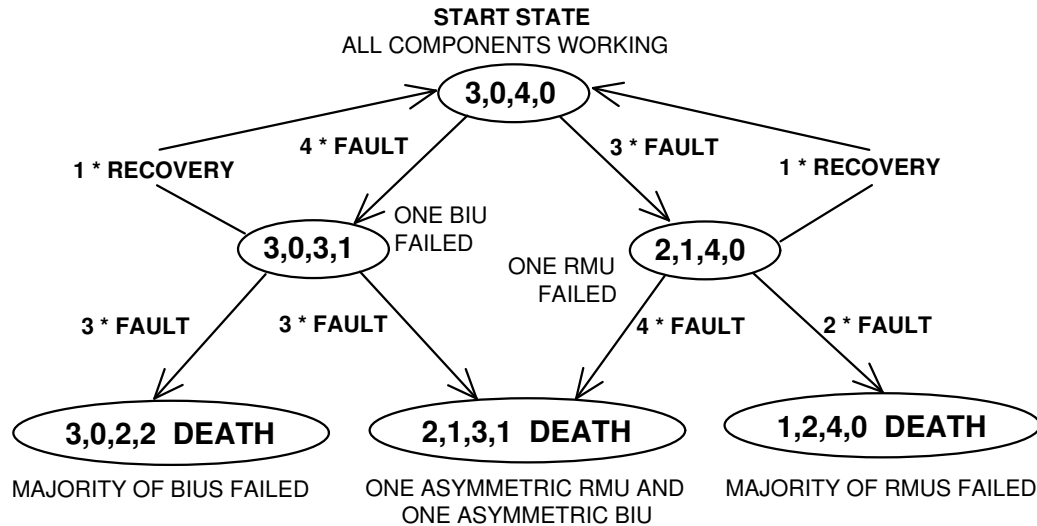 START STATE
ALL COMPONENTS WORKING
3,0,4,0
4 * FAULT
3 * FAULT
1 * RECOVERY
1 * RECOVERY
ONE BIU
FAILED
3,0,3,1
2,1,4,0
ONE RMU
FAILED
3 * FAULT
3 * FAULT
4 * FAULT
2 * FAULT
3,0,2,2 DEATH
2,1,3,1 DEATH
1,2,4,0 DEATH
MAJORITY OF BIUS FAILED
ONE ASYMMETRIC RMU AND
ONE ASYMMETRIC BIU
MAJORITY OF RMUS FAILED